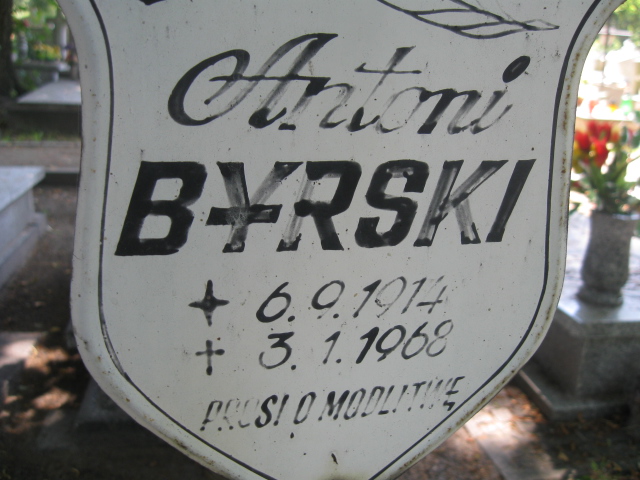 Antoni
BYRSKI
6.9.1914
3.1.1968
PROSI O MODLITWĘ